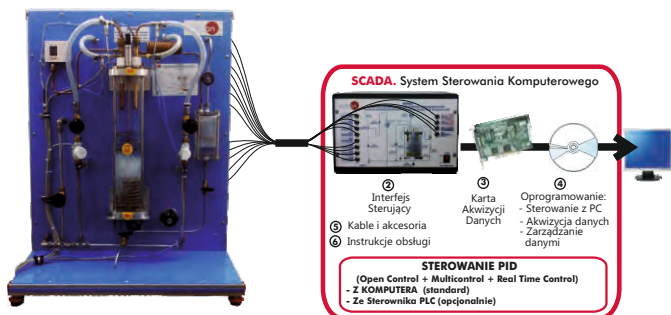 SCADA. System Sterowania Komputerowego
② Interfejs Sterujący
③ Karta Akwizycji Danych
④ Oprogramowanie:
- Sterowanie z PC
- Akwizycja danych
- Zarządzanie danymi
⑤ Kable i akcesoria
⑥ Instrukcje obsługi
STEROWANIE PID
(Open Control + Multicontrol + Real Time Control)
- Z KOMPUTERA (standard)
- Ze Sterownika PLC (opcjonalnie)